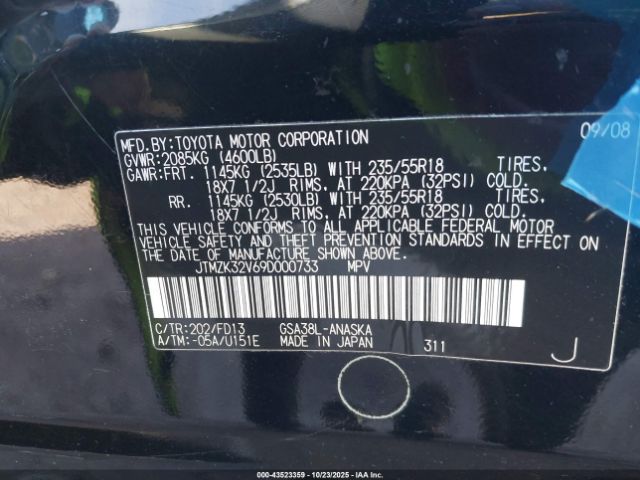 MFD.BY:TOYOTA MOTOR CORPORATION 09/08
GVWR:2085KG (4600LB)
GAWR:FRT. 1145KG (2535LB) WITH 235/55R18 TIRES,
18X7 1/2J RIMS, AT 220KPA (32PSI) COLD.
RR. 1145KG (2530LB) WITH 235/55R18 TIRES,
18X7 1/2J RIMS, AT 220KPA (32PSI) COLD.
THIS VEHICLE CONFORMS TO ALL APPLICABLE FEDERAL MOTOR
VEHICLE SAFETY AND THEFT PREVENTION STANDARDS IN EFFECT ON
THE DATE OF MANUFACTURE SHOWN ABOVE.
JTMZK32V69D000733 MPV
C/TR:202/FD13 GSA38L-ANASKA
A/TM:-05A/U151E MADE IN JAPAN 311 J
00-43523359 | 10/23/2025 | IAAI.COM